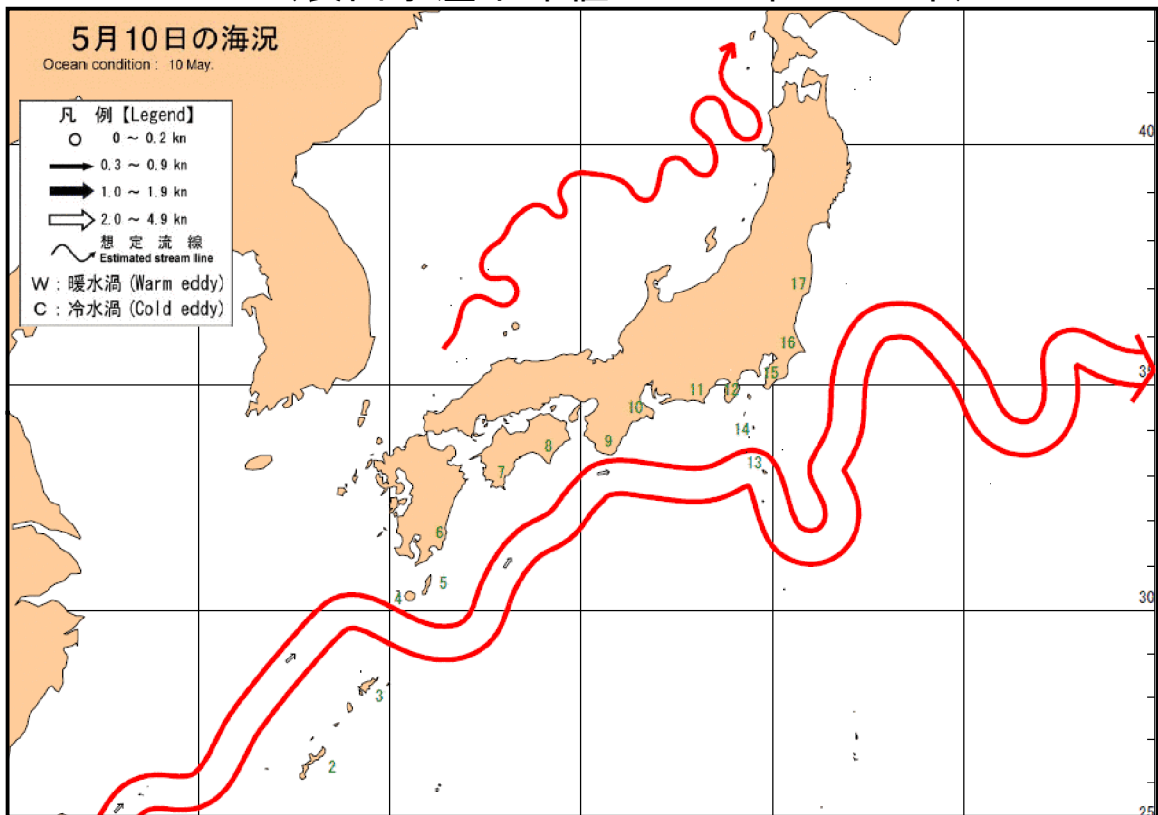 5月10日の海況
Ocean condition : 10 May.
凡 例【Legend】
0 ～ 0.2 kn
0.3 ～ 0.9 kn
1.0 ～ 1.9 kn
2.0 ～ 4.9 kn
想 定 流 線
Estimated stream line
W : 暖水渦 (Warm eddy)
C : 冷水渦 (Cold eddy)
40
17
16
35
15
12
11
10
14
9
8
13
7
6
5
4
30
3
2
25